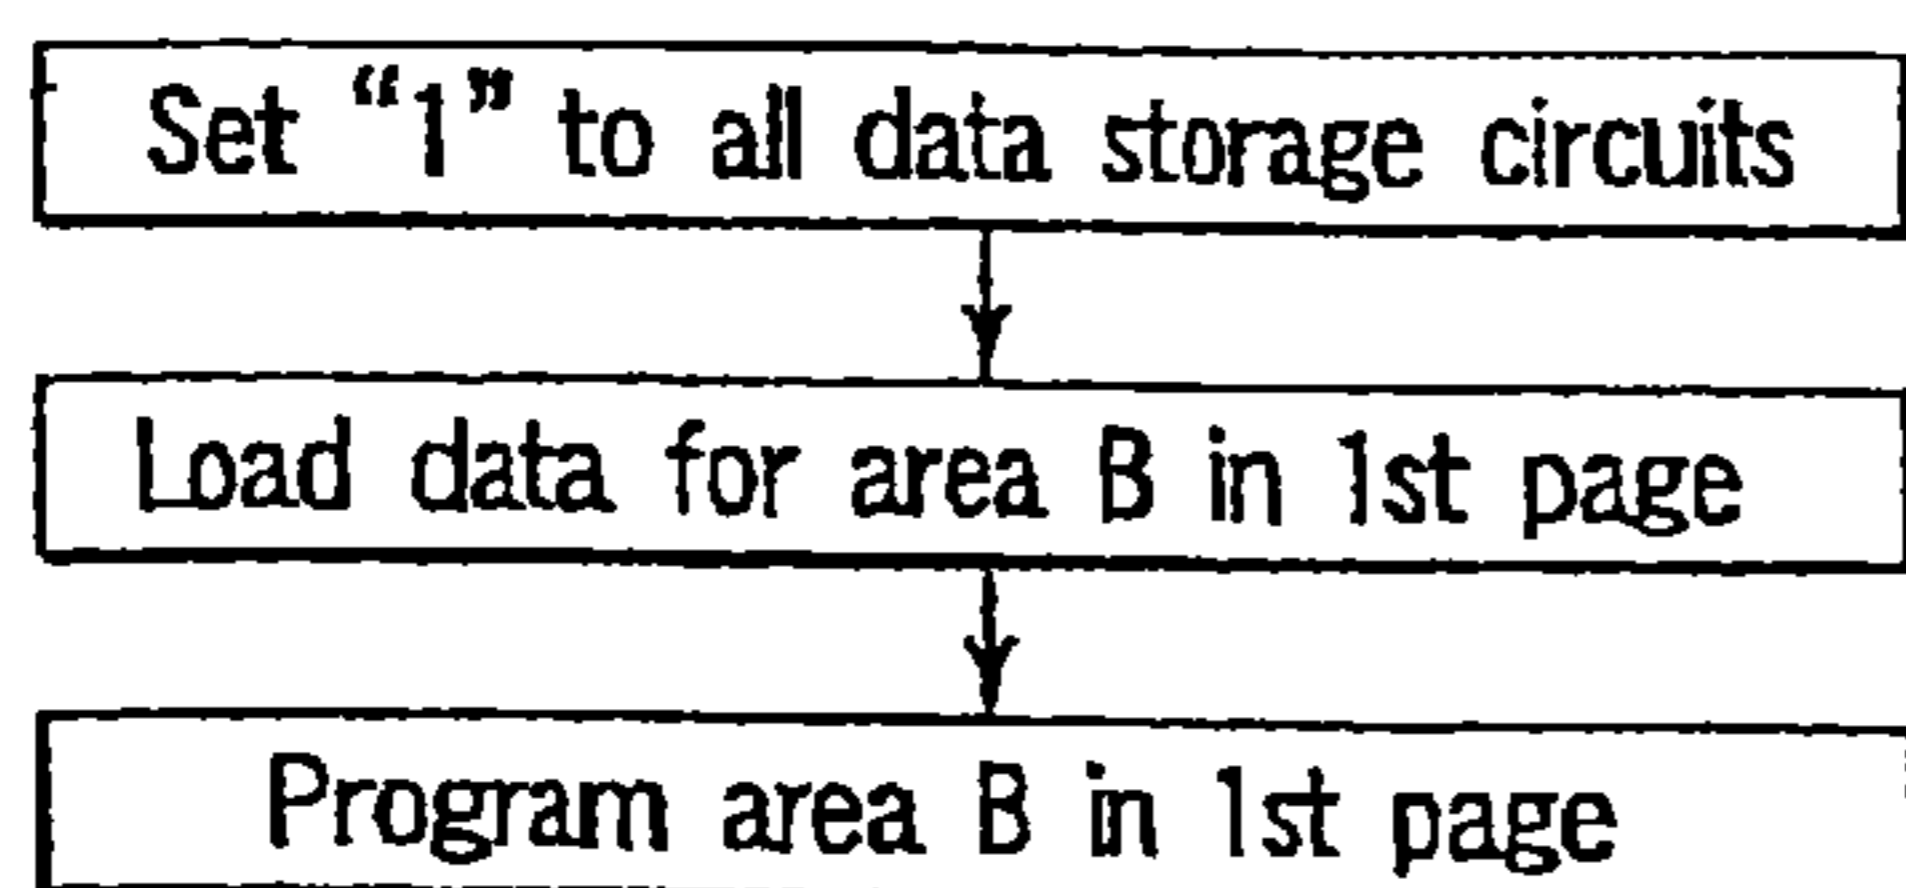 Set “1” to all data storage circuits
Load data for area B in 1st page
Program area B in 1st page